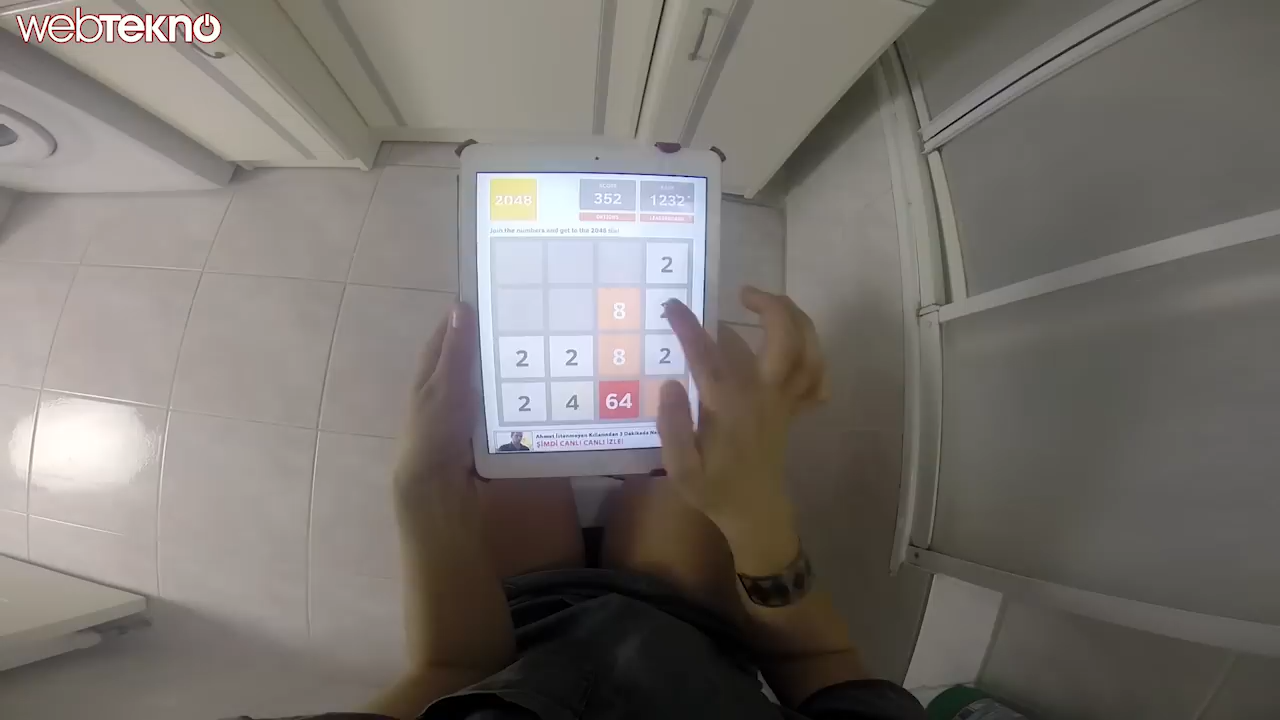 webTEKNO
2048
SCORE
352
1232
Join the numbers and get to the 2048 tile!
2
8
2 2 8 2
2 4 64
ŞİMDİ CANLI CANLI İZLE!